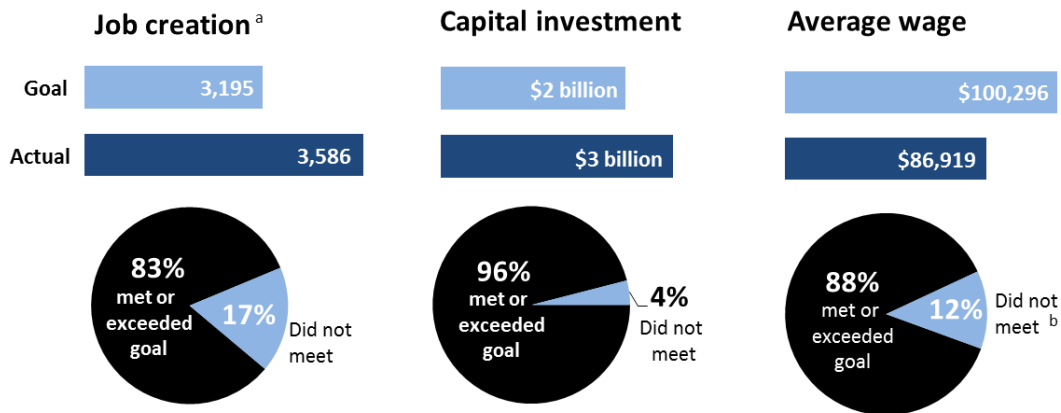 Job creation a
Capital investment
Average wage
Goal
3,195
$2 billion
$100,296
Actual
3,586
$3 billion
$86,919
83%
met or
exceeded
goal
17%
Did not
meet
96%
met or
exceeded
goal
4%
Did not
meet
88%
met or
exceeded
goal
12%
Did not
meet b